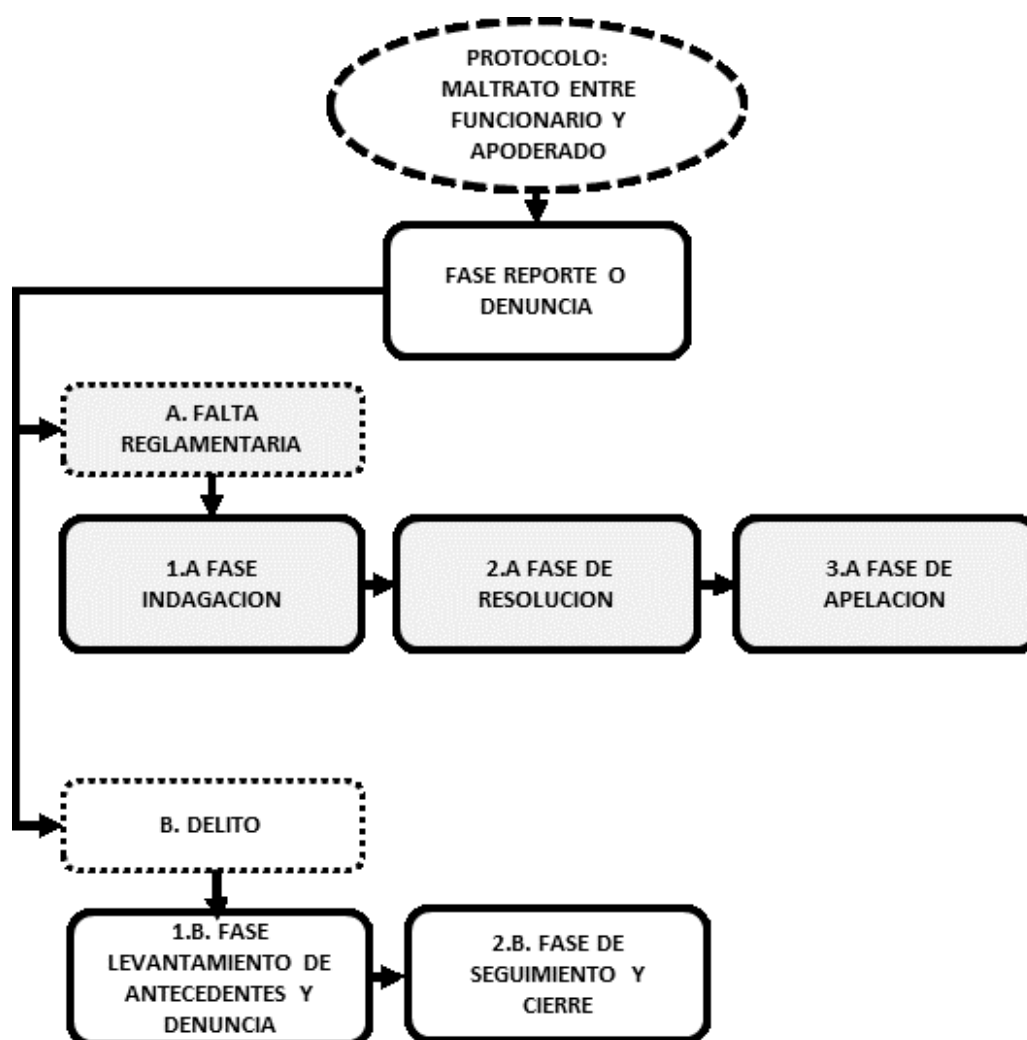 PROTOCOLO:
MALTRATO ENTRE
FUNCIONARIO Y
APODERADO
FASE REPORTE O
DENUNCIA
A. FALTA
REGLAMENTARIA
1.A FASE
INDAGACION
2.A FASE DE
RESOLUCION
3.A FASE DE
APELACION
B. DELITO
1.B. FASE
LEVANTAMIENTO DE
ANTECEDENTES Y
DENUNCIA
2.B. FASE DE
SEGUIMIENTO Y
CIERRE